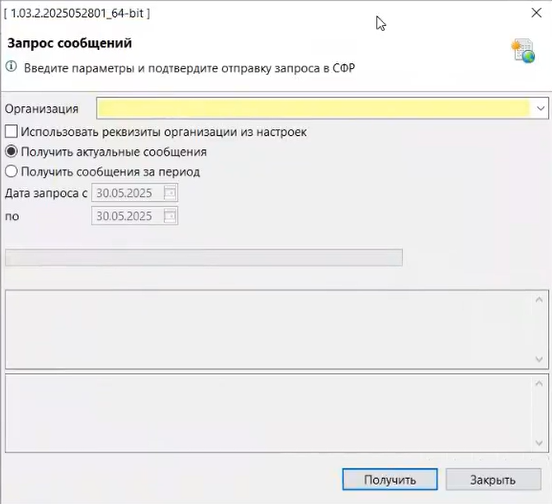 [ 1.03.2.2025052801_64-bit ]
Запрос сообщений
Введите параметры и подтвердите отправку запроса в СФР
Организация
Использовать реквизиты организации из настроек
Получить актуальные сообщения
Получить сообщения за период
Дата запроса с 30.05.2025
по 30.05.2025
Получить Закрыть